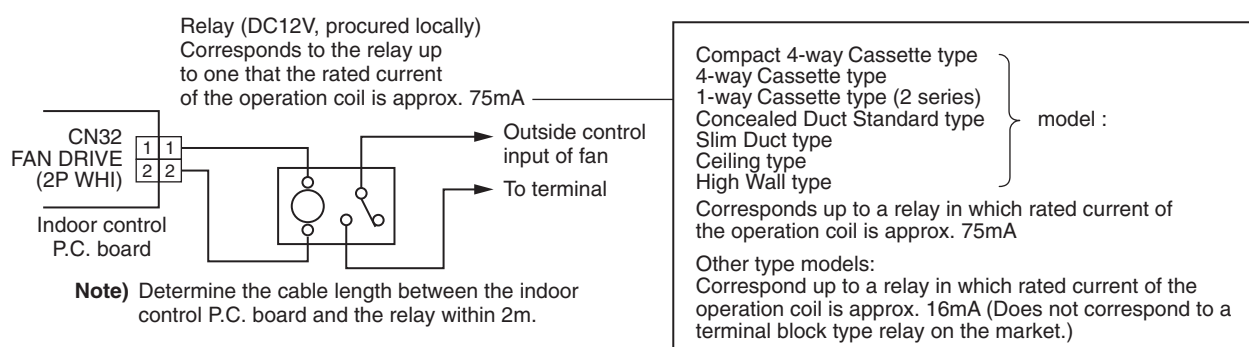 Relay (DC12V, procured locally)
Corresponds to the relay up
to one that the rated current
of the operation coil is approx. 75mA
CN32
FAN DRIVE
(2P WHI)
1 1
2 2
Indoor control
P.C. board
Outside control
input of fan
To terminal
Note) Determine the cable length between the indoor
control P.C. board and the relay within 2m.
Compact 4-way Cassette type
4-way Cassette type
1-way Cassette type (2 series)
Concealed Duct Standard type
Slim Duct type
Ceiling type
High Wall type
model :
Corresponds up to a relay in which rated current of
the operation coil is approx. 75mA
Other type models:
Correspond up to a relay in which rated current of the
operation coil is approx. 16mA (Does not correspond to a
terminal block type relay on the market.)